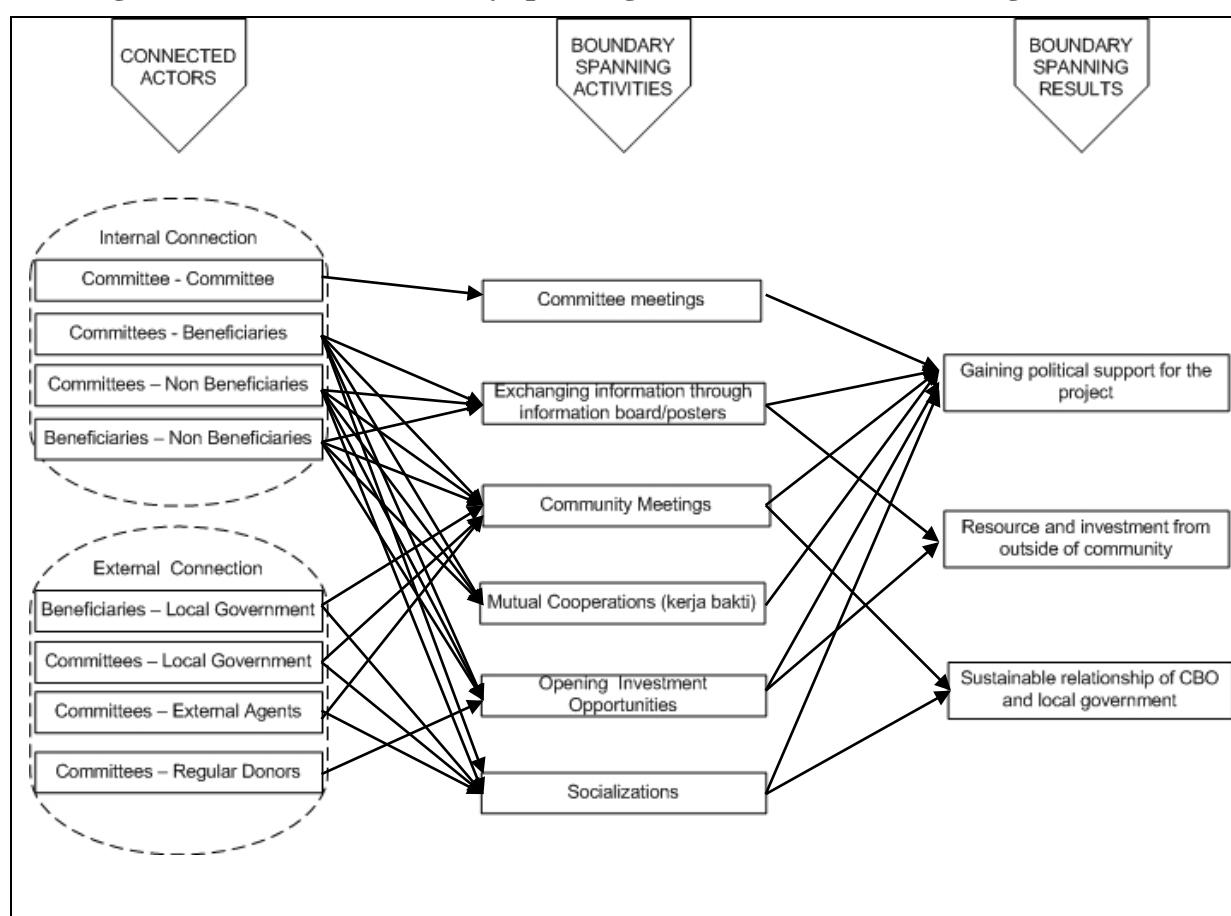 CONNECTED
ACTORS
BOUNDARY
SPANNING
ACTIVITIES
BOUNDARY
SPANNING
RESULTS
Internal Connection
Committee - Committee
Committees - Beneficiaries
Committees – Non Beneficiaries
Beneficiaries – Non Beneficiaries
External Connection
Beneficiaries – Local Government
Committees – Local Government
Committees – External Agents
Committees – Regular Donors
Committee meetings
Exchanging information through
information board/posters
Community Meetings
Mutual Cooperations (kerja bakti)
Opening Investment
Opportunities
Socializations
Gaining political support for the
project
Resource and investment from
outside of community
Sustainable relationship of CBO
and local government